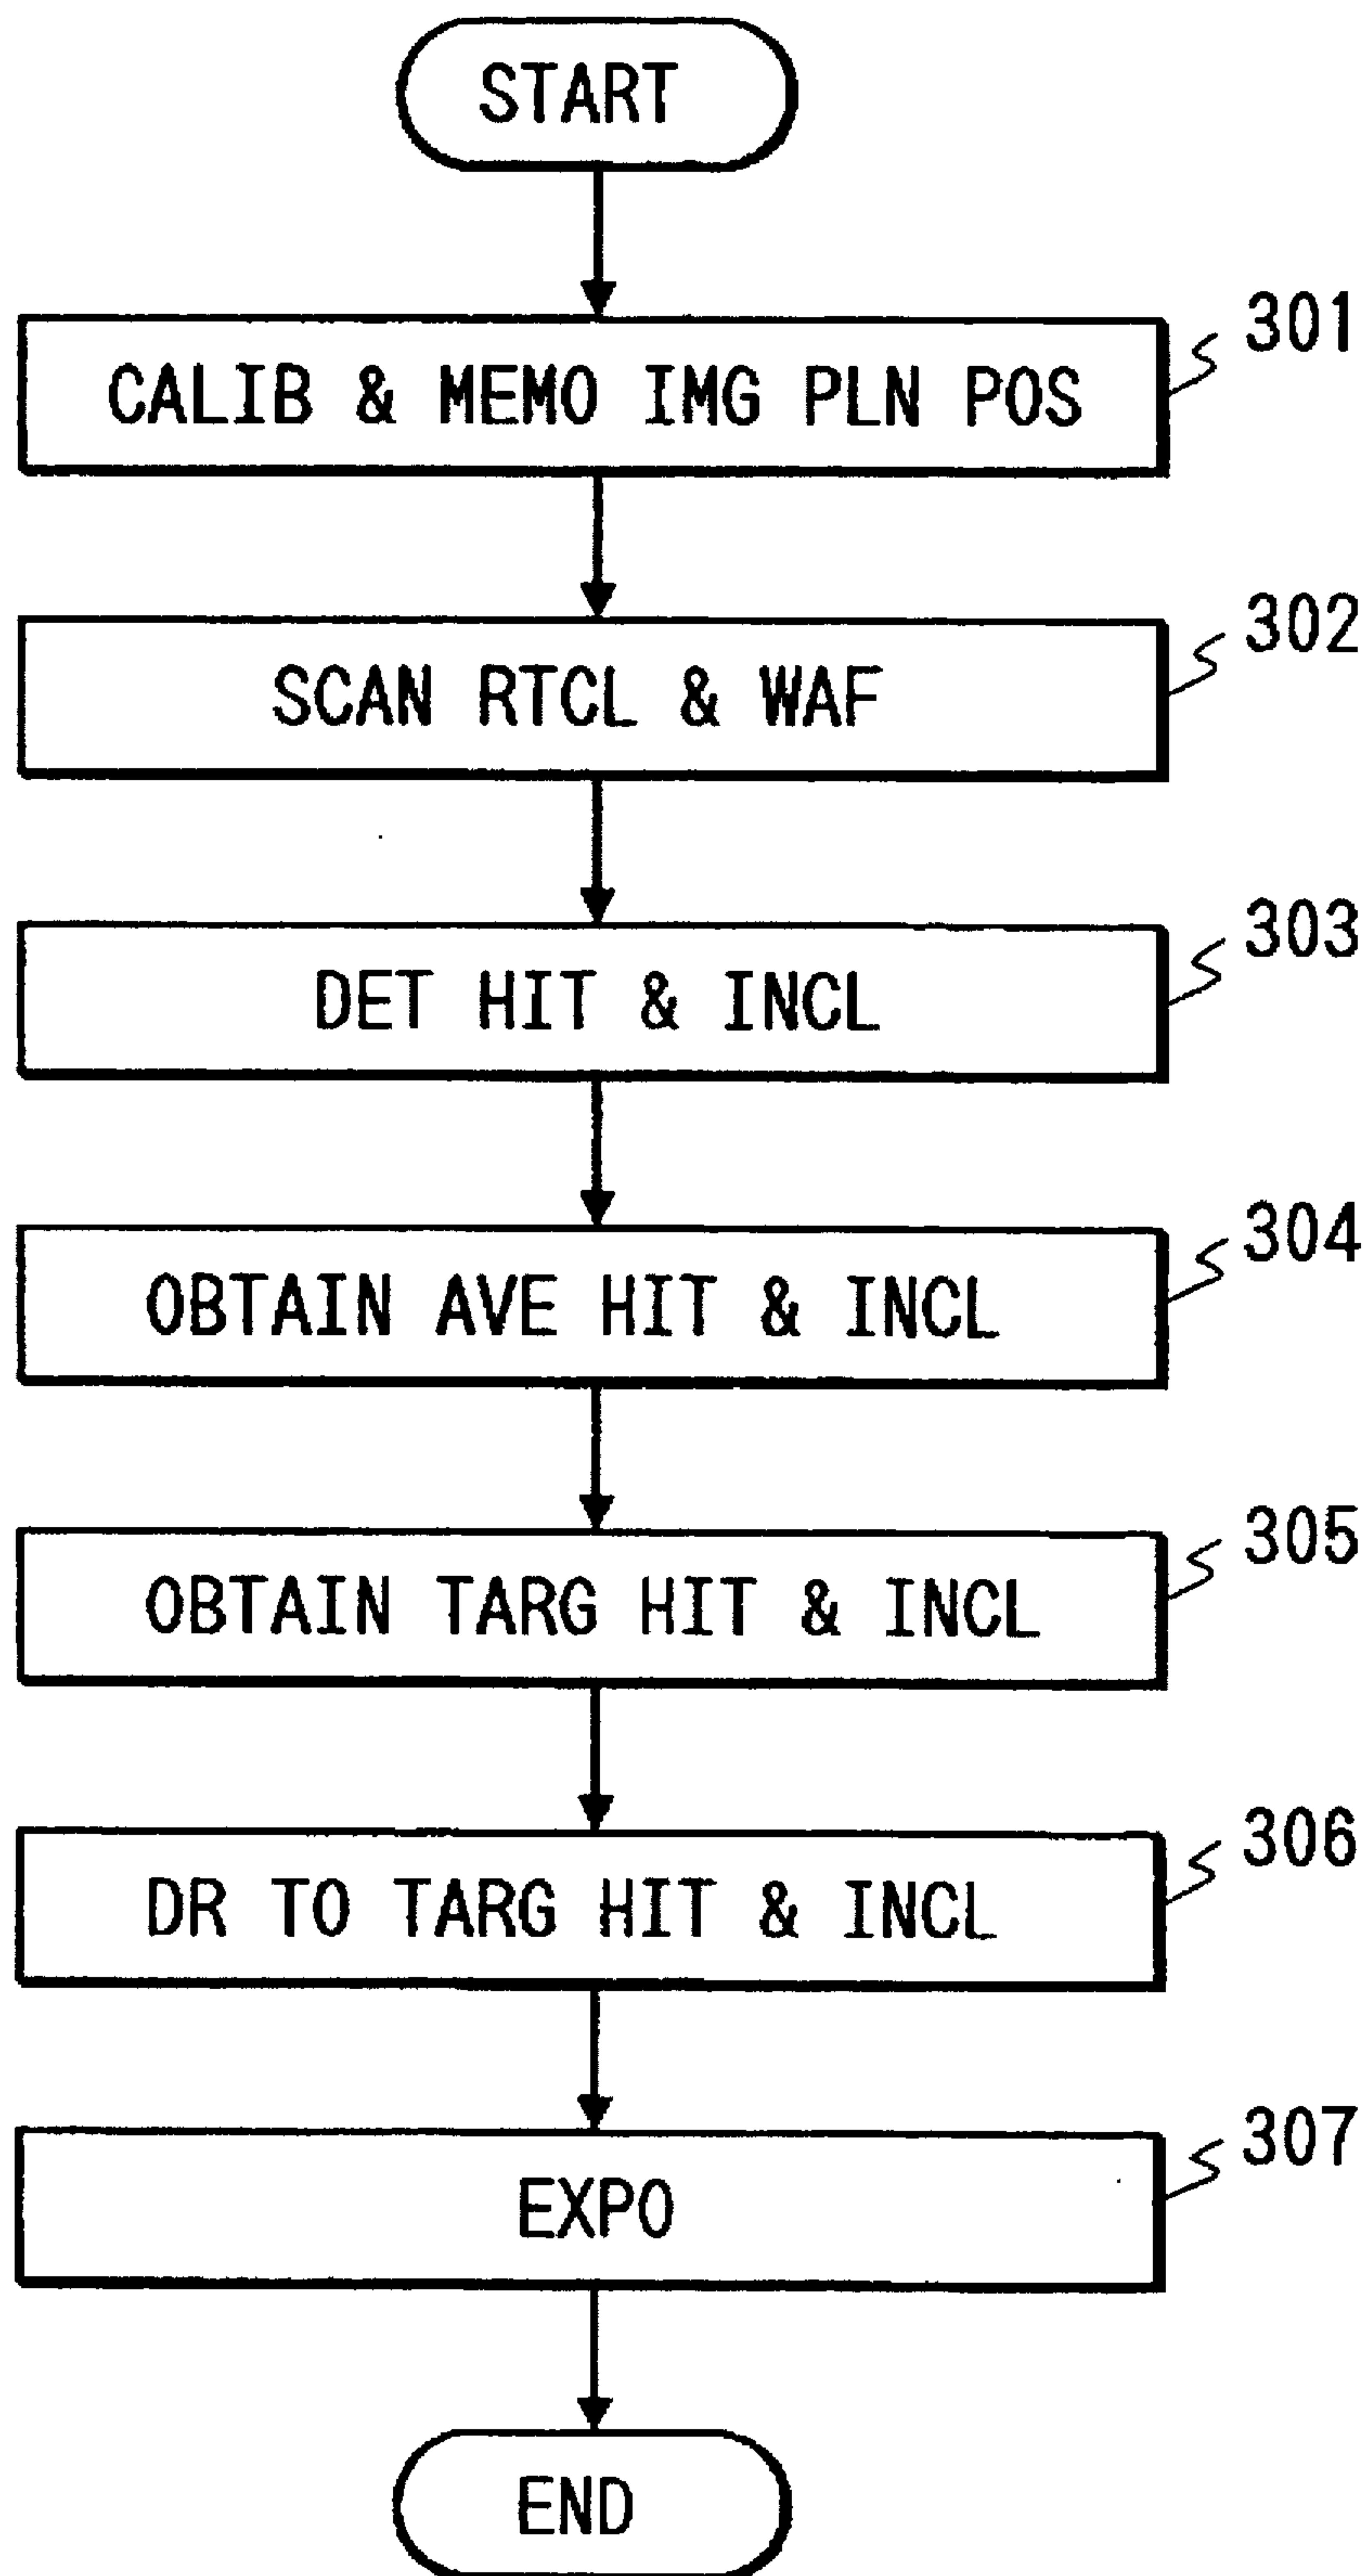 START
CALIB & MEMO IMG PLN POS
301
SCAN RTCL & WAF
302
DET HIT & INCL
303
OBTAIN AVE HIT & INCL
304
OBTAIN TARG HIT & INCL
305
DR TO TARG HIT & INCL
306
EXPO
307
END